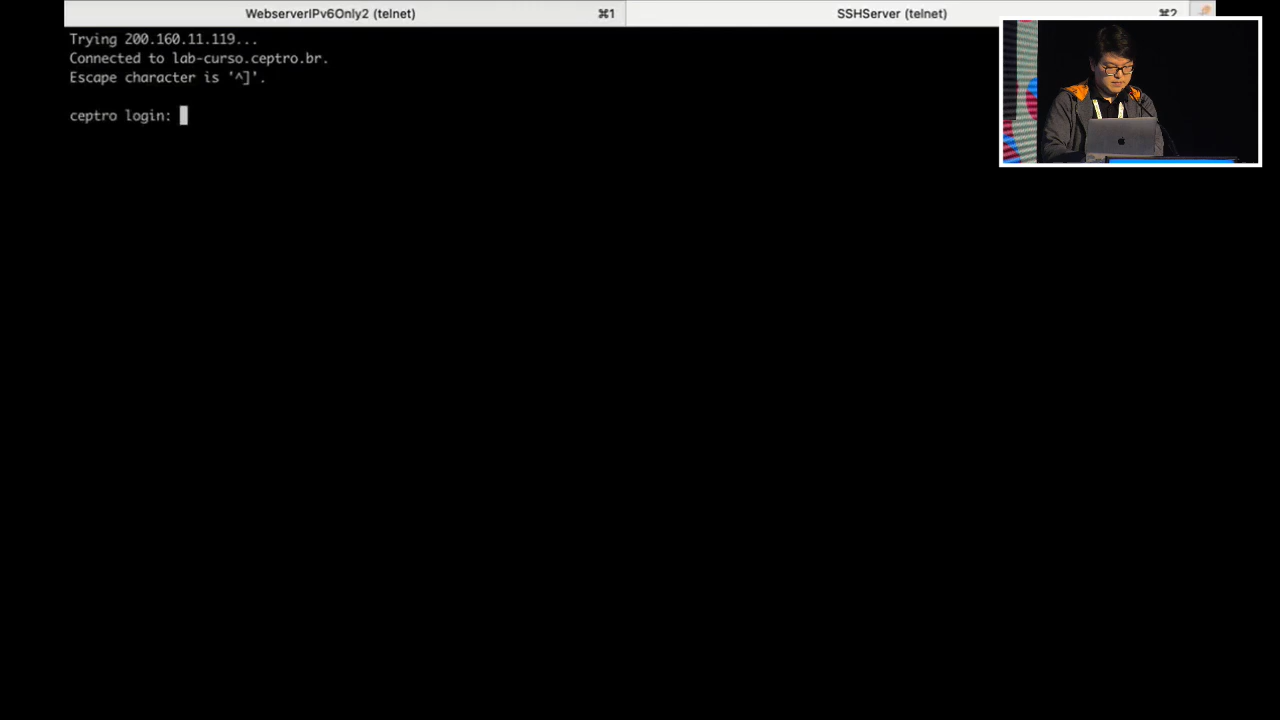 WebserverIPv6Only2 (telnet) ⌘1 SSHServer (telnet) ⌘2
Trying 200.160.11.119...
Connected to lab-curso.ceptro.br.
Escape character is '^]'.
ceptro login: